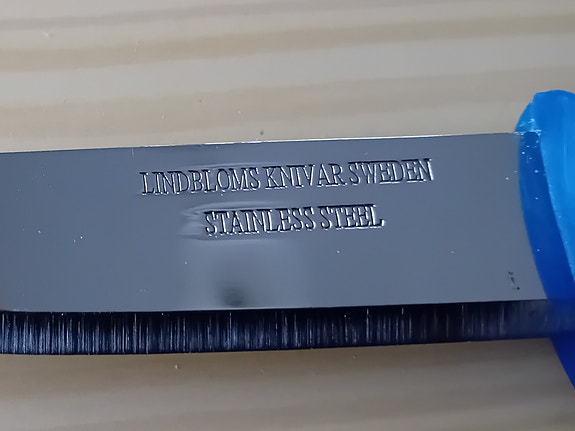 LINDBLOMS KNIVAR SWEDEN
STAINLESS STEEL